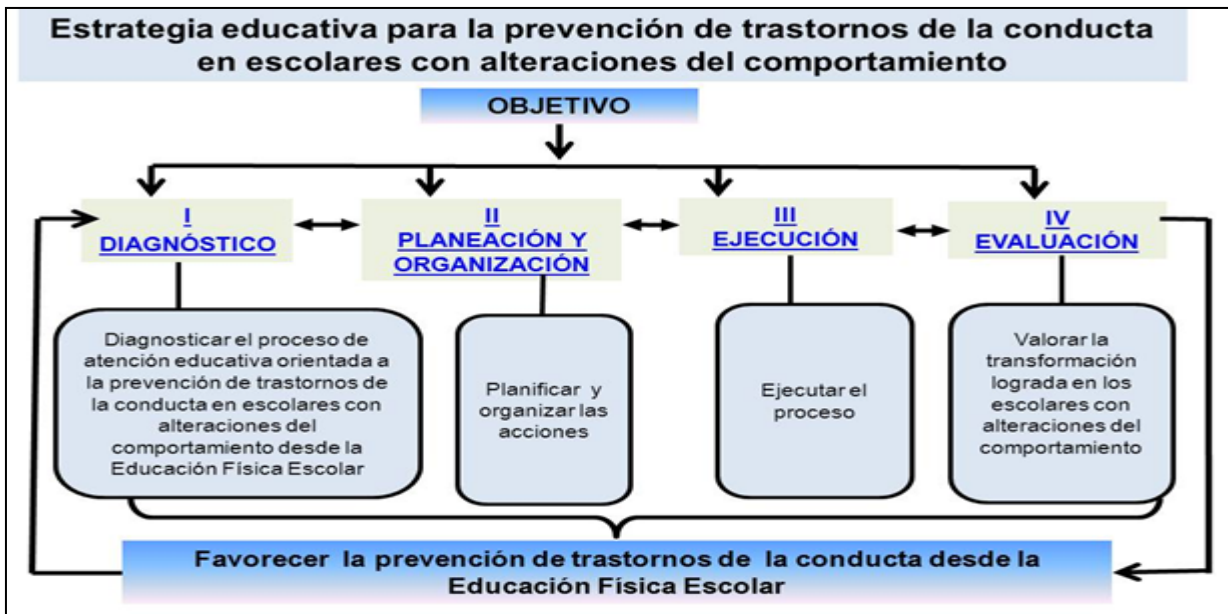 Estrategia educativa para la prevención de trastornos de la conducta
en escolares con alteraciones del comportamiento
OBJETIVO
I
DIAGNÓSTICO
II
PLANEACIÓN Y
ORGANIZACIÓN
III
EJECUCIÓN
IV
EVALUACIÓN
Diagnosticar el proceso de
atención educativa orientada a
la prevención de trastornos de
la conducta en escolares con
alteraciones del
comportamiento desde la
Educación Física Escolar
Planificar y
organizar las
acciones
Ejecutar el
proceso
Valorar la
transformación
lograda en los
escolares con
alteraciones del
comportamiento
Favorecer la prevención de trastornos de la conducta desde la
Educación Física Escolar